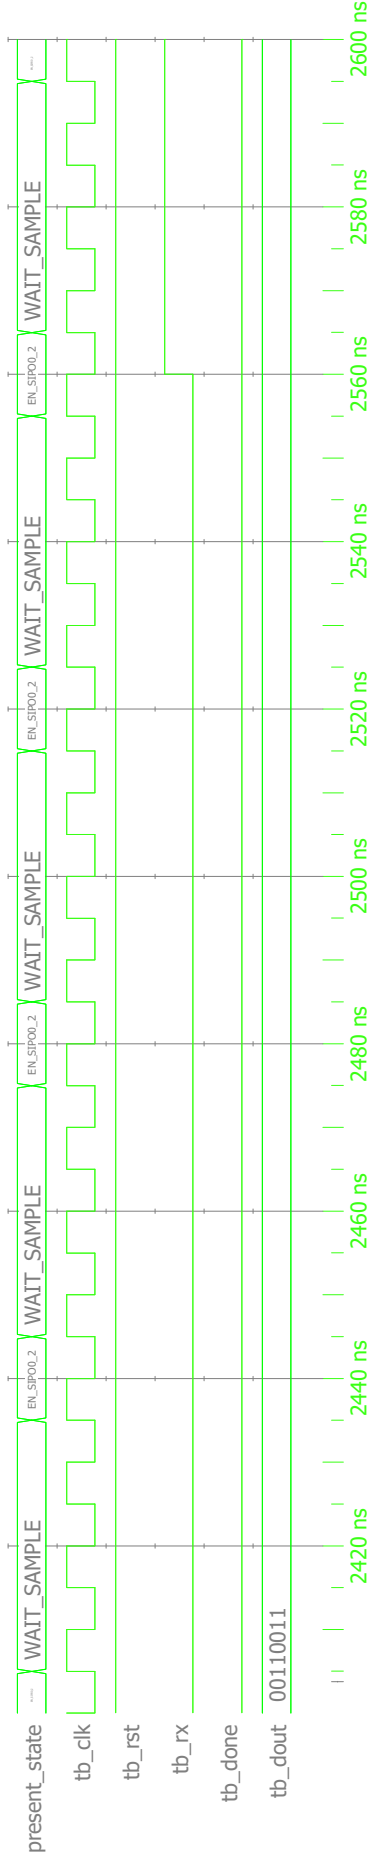 present_state
tb_clk
tb_rst
tb_rx
tb_done
tb_dout
WAIT_SAMPLE
EN_SIPO0_2
WAIT_SAMPLE
EN_SIPO0_2
WAIT_SAMPLE
EN_SIPO0_2
WAIT_SAMPLE
EN_SIPO0_2
WAIT_SAMPLE
00110011
2420 ns
2440 ns
2460 ns
2480 ns
2500 ns
2520 ns
2540 ns
2560 ns
2580 ns
2600 ns